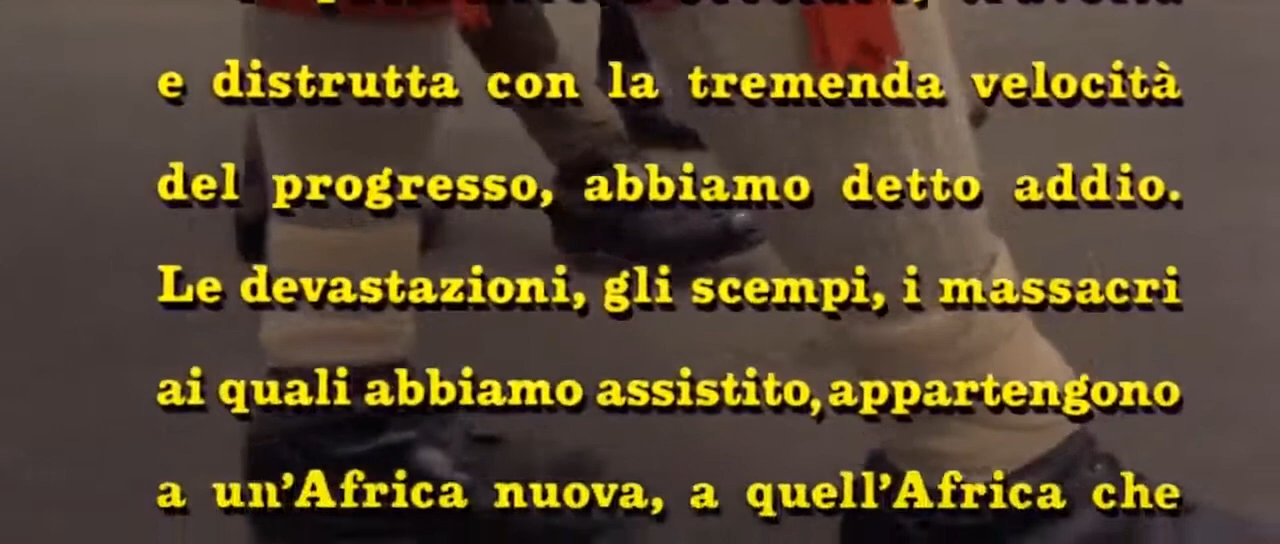 e distrutta con la tremenda velocità
del progresso, abbiamo detto addio.
Le devastazioni, gli scempi, i massacri
ai quali abbiamo assistito, appartengono
a un'Africa nuova, a quell'Africa che